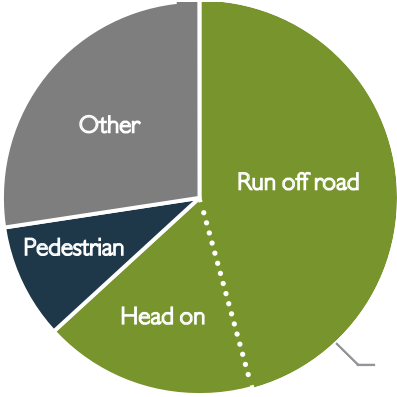 Other
Run off road
Pedestrian
Head on